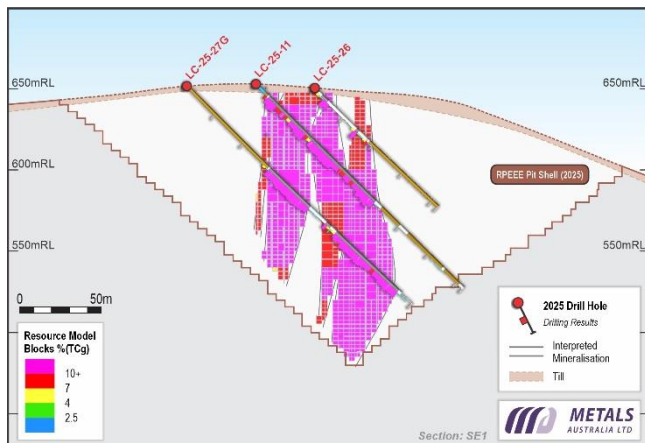 LC-25-27G
LC-25-11
LC-25-26
650mRL
650mRL
600mRL
600mRL
RPEEE Pit Shell (2025)
550mRL
550mRL
0 50m
Resource Model
Blocks %(TCg)
10+
7
4
2.5
2025 Drill Hole
Drilling Results
Interpreted
Mineralisation
Till
Section: SE1
METALS
AUSTRALIA LTD